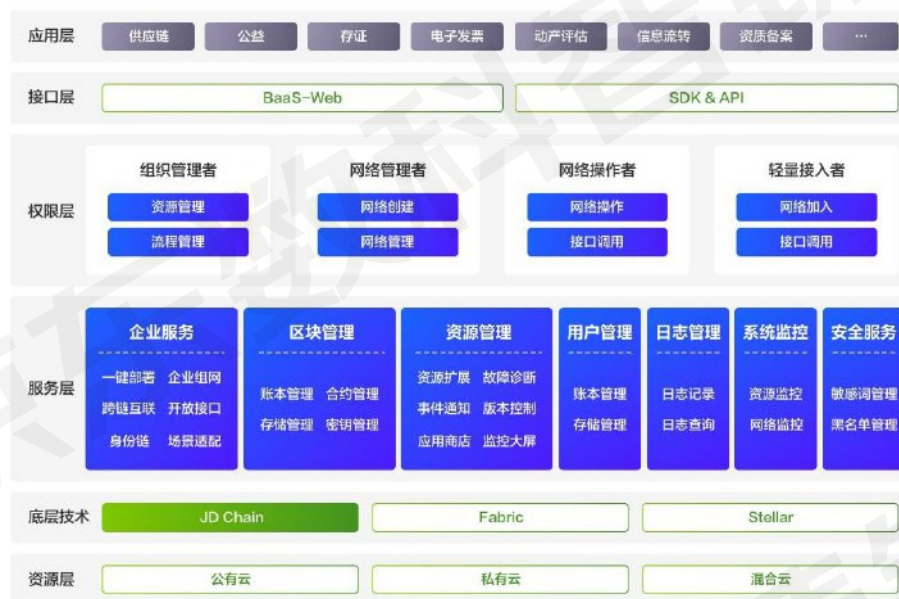 应用层 供应链 公益 存证 电子发票 动产评估 信息流转 资质备案 ...
接口层 BaaS-Web SDK & API
组织管理者 网络管理者 网络操作者 轻量接入者
权限层
资源管理 网络创建 网络操作 网络加入
流程管理 网络管理 接口调用 接口调用
企业服务 区块管理 资源管理 用户管理 日志管理 系统监控 安全服务
服务层
一键部署 企业组网 资源扩展 故障诊断
账本管理 合约管理 账本管理 日志记录 资源监控 敏感词管理
跨链互联 开放接口 事件通知 版本控制
存储管理 密钥管理 存储管理 日志查询 网络监控 黑名单管理
身份链 场景适配 应用商店 监控大屏
底层技术 JD Chain Fabric Stellar
资源层 公有云 私有云 混合云